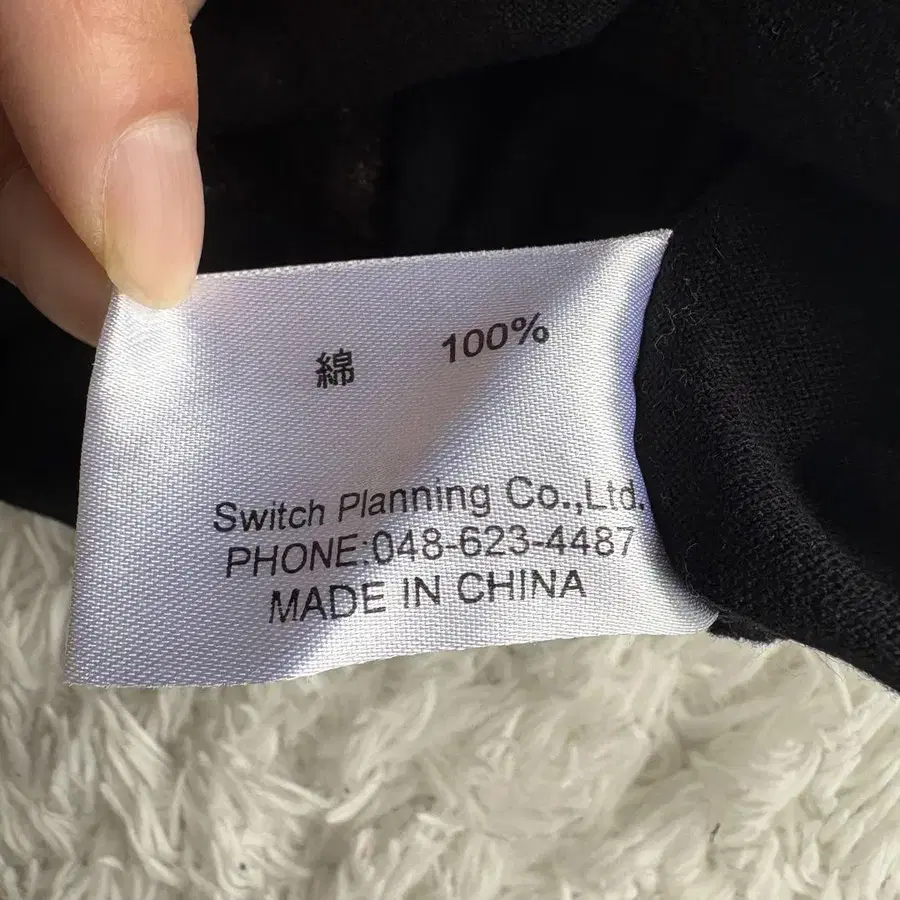 綿 100%
Switch Planning Co.,Ltd.
PHONE:048-623-4487
MADE IN CHINA